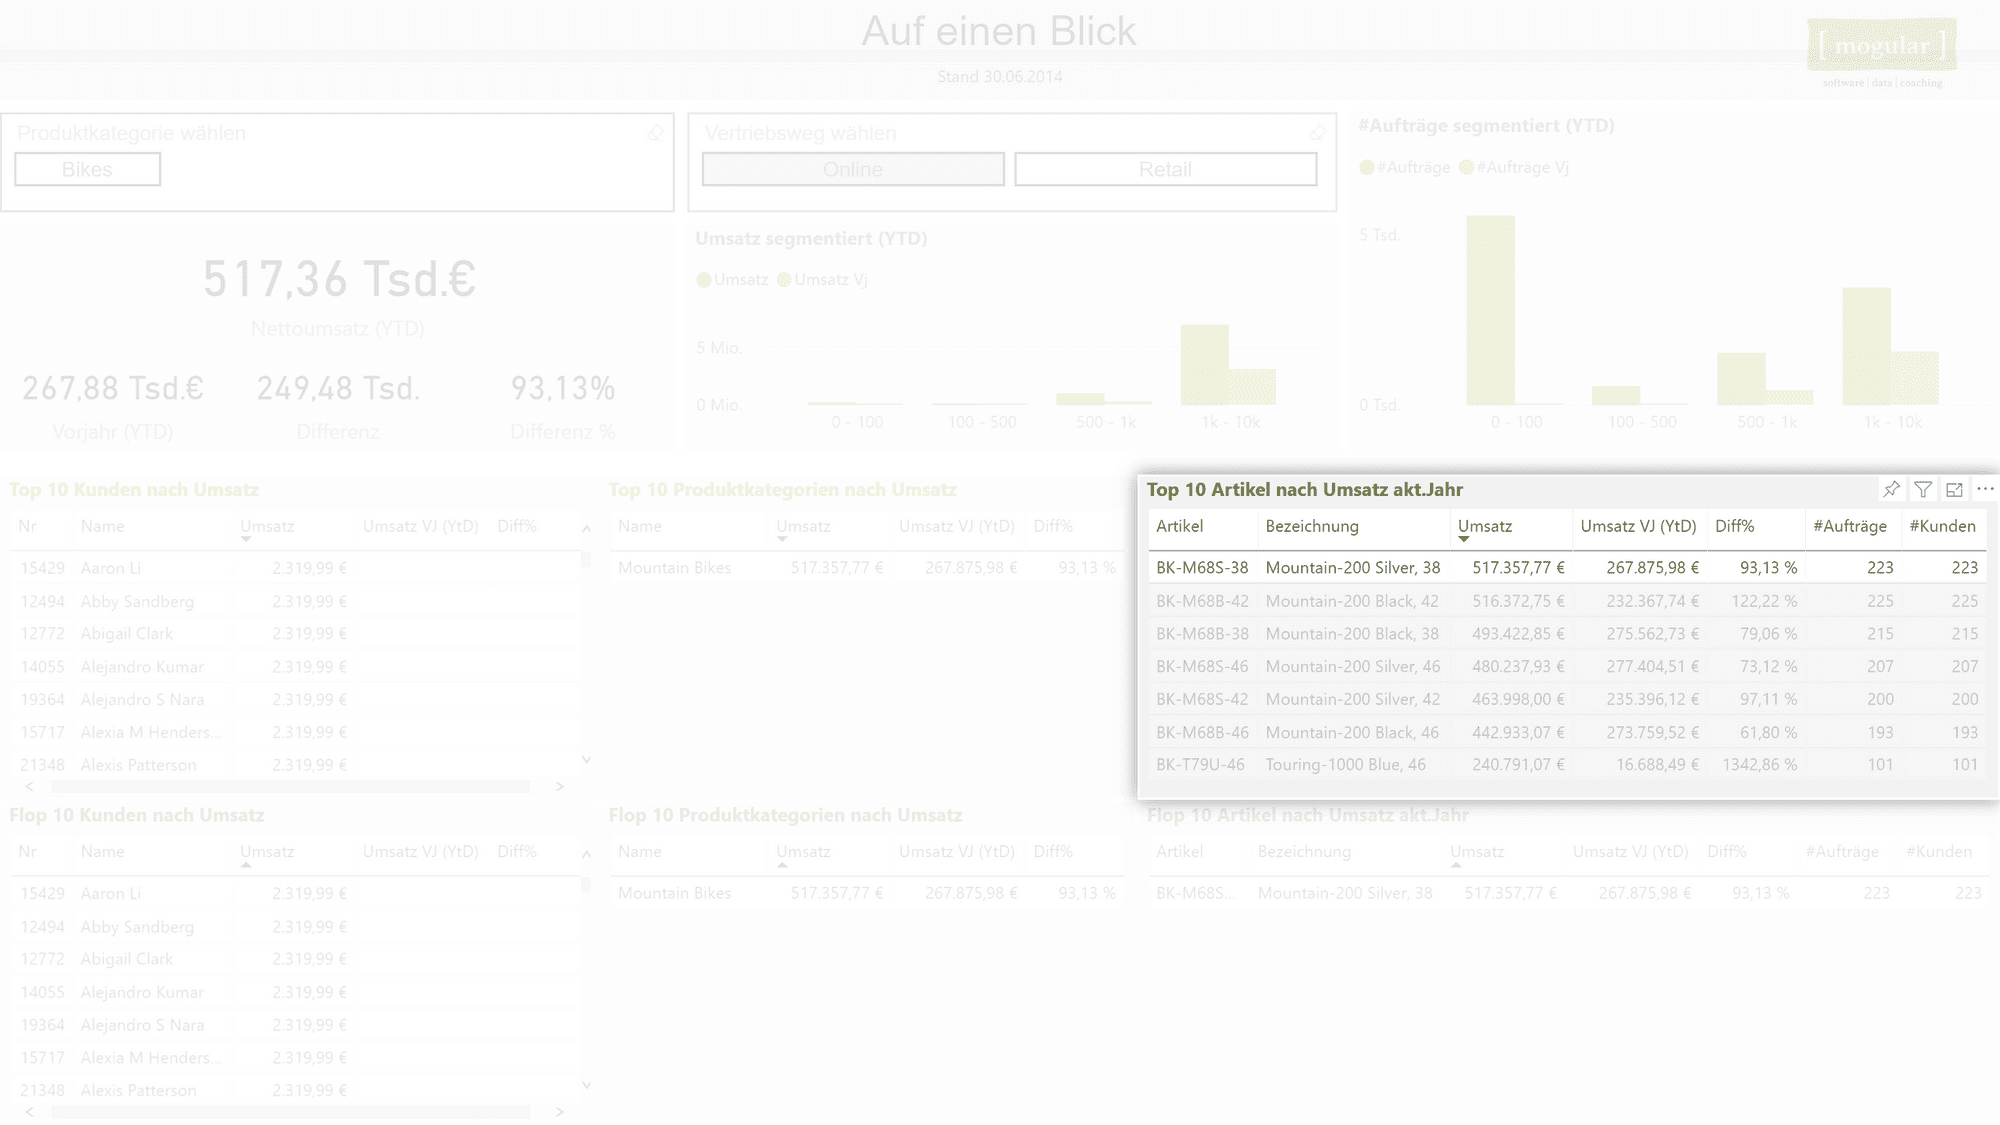 Auf einen Blick
Stand 30.06.2014
[ mogular ]
software | data | coaching
Produktkategorie wählen
Bikes
Vertriebsweg wählen
Online Retail
#Aufträge segmentiert (YTD)
#Aufträge #Aufträge Vj
5 Tsd.
0 Tsd.
0 - 100 100 - 500 500 - 1k 1k - 10k
517,36 Tsd.€
Nettoumsatz (YTD)
267,88 Tsd.€ 249,48 Tsd. 93,13%
Vorjahr (YTD) Differenz Differenz %
Umsatz segmentiert (YTD)
Umsatz Umsatz Vj
5 Mio.
0 Mio.
0 - 100 100 - 500 500 - 1k 1k - 10k
Top 10 Kunden nach Umsatz
Nr Name Umsatz Umsatz VJ (YtD) Diff%
15429 Aaron Li 2.319,99 €
12494 Abby Sandberg 2.319,99 €
12772 Abigail Clark 2.319,99 €
14055 Alejandro Kumar 2.319,99 €
19364 Alejandro S Nara 2.319,99 €
15717 Alexia M Henders... 2.319,99 €
21348 Alexis Patterson 2.319,99 €
Top 10 Produktkategorien nach Umsatz
Name Umsatz Umsatz VJ (YtD) Diff%
Mountain Bikes 517.357,77 € 267.875,98 € 93,13 %
Top 10 Artikel nach Umsatz akt.Jahr
Artikel Bezeichnung Umsatz Umsatz VJ (YtD) Diff% #Aufträge #Kunden
BK-M68S-38 Mountain-200 Silver, 38 517.357,77 € 267.875,98 € 93,13 % 223 223
BK-M68B-42 Mountain-200 Black, 42 516.372,75 € 232.367,74 € 122,22 % 225 225
BK-M68B-38 Mountain-200 Black, 38 493.422,85 € 275.562,73 € 79,06 % 215 215
BK-M68S-46 Mountain-200 Silver, 46 480.237,93 € 277.404,51 € 73,12 % 207 207
BK-M68S-42 Mountain-200 Silver, 42 463.998,00 € 235.396,12 € 97,11 % 200 200
BK-M68B-46 Mountain-200 Black, 46 442.933,07 € 273.759,52 € 61,80 % 193 193
BK-T79U-46 Touring-1000 Blue, 46 240.791,07 € 16.688,49 € 1342,86 % 101 101
Flop 10 Kunden nach Umsatz
Nr Name Umsatz Umsatz VJ (YtD) Diff%
15429 Aaron Li 2.319,99 €
12494 Abby Sandberg 2.319,99 €
12772 Abigail Clark 2.319,99 €
14055 Alejandro Kumar 2.319,99 €
19364 Alejandro S Nara 2.319,99 €
15717 Alexia M Henders... 2.319,99 €
21348 Alexis Patterson 2.319,99 €
Flop 10 Produktkategorien nach Umsatz
Name Umsatz Umsatz VJ (YtD) Diff%
Mountain Bikes 517.357,77 € 267.875,98 € 93,13 %
Flop 10 Artikel nach Umsatz akt.Jahr
Artikel Bezeichnung Umsatz Umsatz VJ (YtD) Diff% #Aufträge #Kunden
BK-M68S... Mountain-200 Silver, 38 517.357,77 € 267.875,98 € 93,13 % 223 223